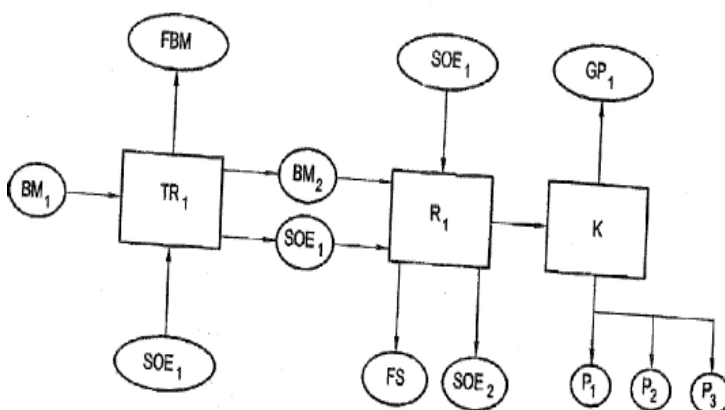 FBM
SOE₁
GP₁
BM₁
TR₁
BM₂
SOE₁
R₁
K
SOE₁
FS
SOE₂
P₁
P₂
P₃